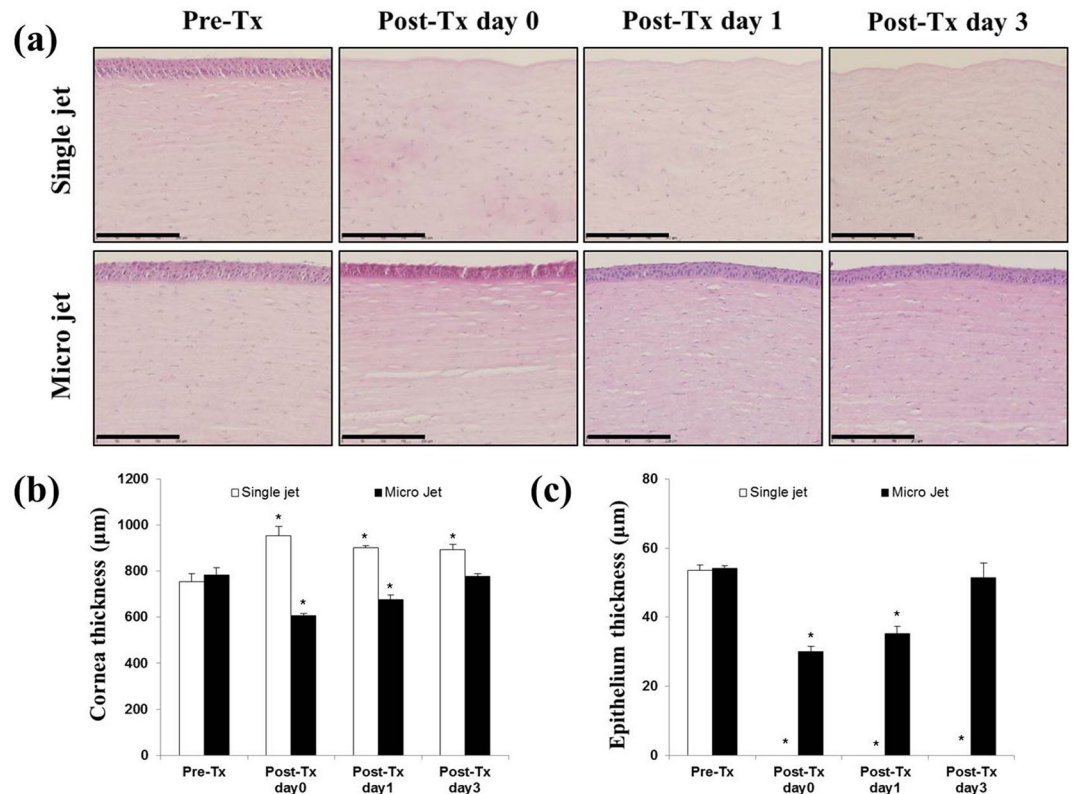 (a)
Pre-Tx
Post-Tx day 0
Post-Tx day 1
Post-Tx day 3
Single jet
Micro jet
(b)
Cornea thickness (µm)
1200
1000
800
600
400
200
0
Single jet
Micro Jet
*
*
*
*
*
Pre-Tx
Post-Tx
day0
Post-Tx
day1
Post-Tx
day3
(c)
Epithelium thickness (µm)
80
60
40
20
0
Single jet
Micro Jet
*
*
*
*
*
Pre-Tx
Post-Tx
day0
Post-Tx
day1
Post-Tx
day3